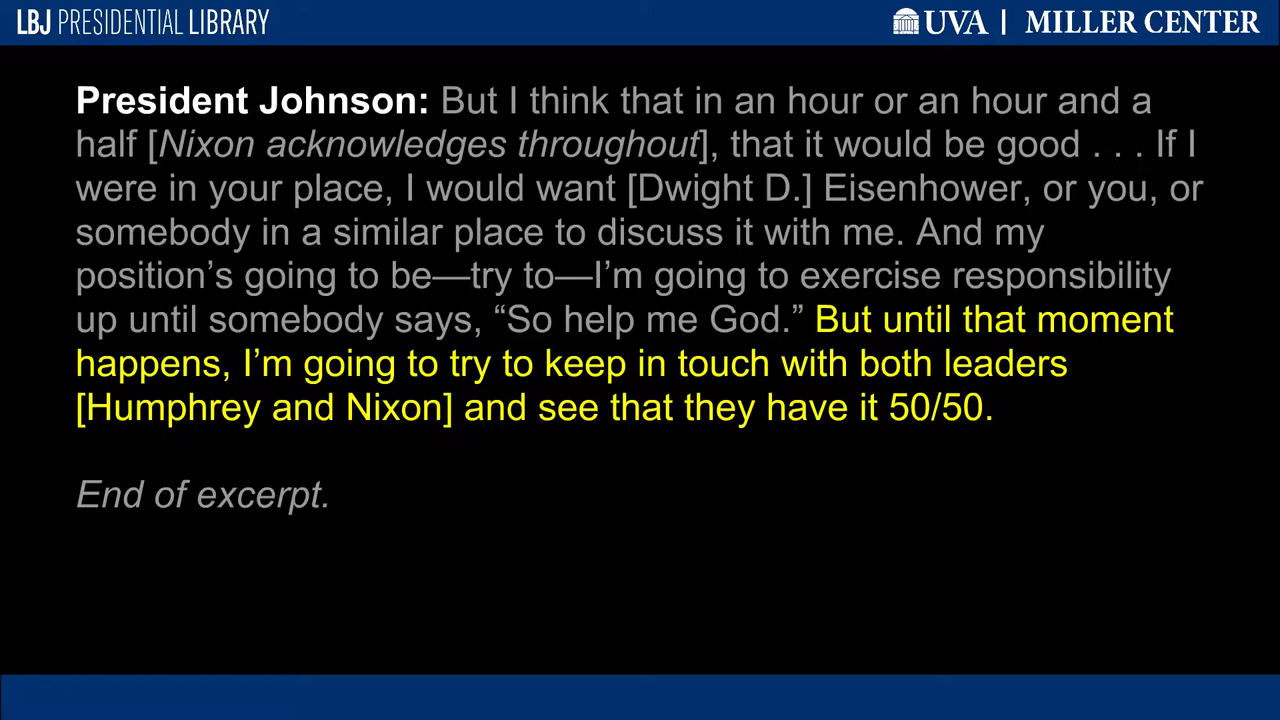 LBJ PRESIDENTIAL LIBRARY
UVA | MILLER CENTER
President Johnson: But I think that in an hour or an hour and a
half [Nixon acknowledges throughout], that it would be good . . . If I
were in your place, I would want [Dwight D.] Eisenhower, or you, or
somebody in a similar place to discuss it with me. And my
position’s going to be—try to—I’m going to exercise responsibility
up until somebody says, “So help me God.” But until that moment
happens, I’m going to try to keep in touch with both leaders
[Humphrey and Nixon] and see that they have it 50/50.
End of excerpt.